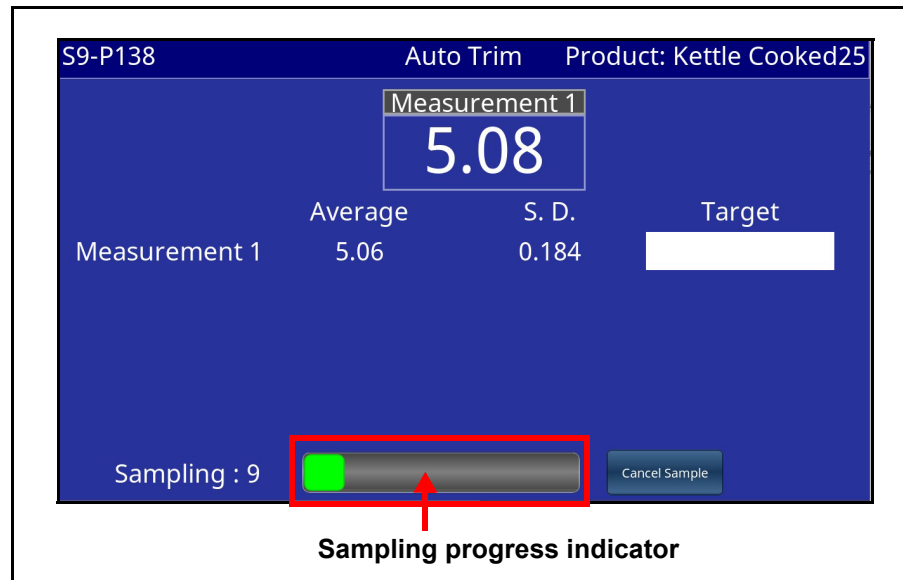 S9-P138 Auto Trim Product: Kettle Cooked25
Measurement 1
5.08
Average S. D. Target
Measurement 1 5.06 0.184
Sampling : 9 Cancel Sample
Sampling progress indicator